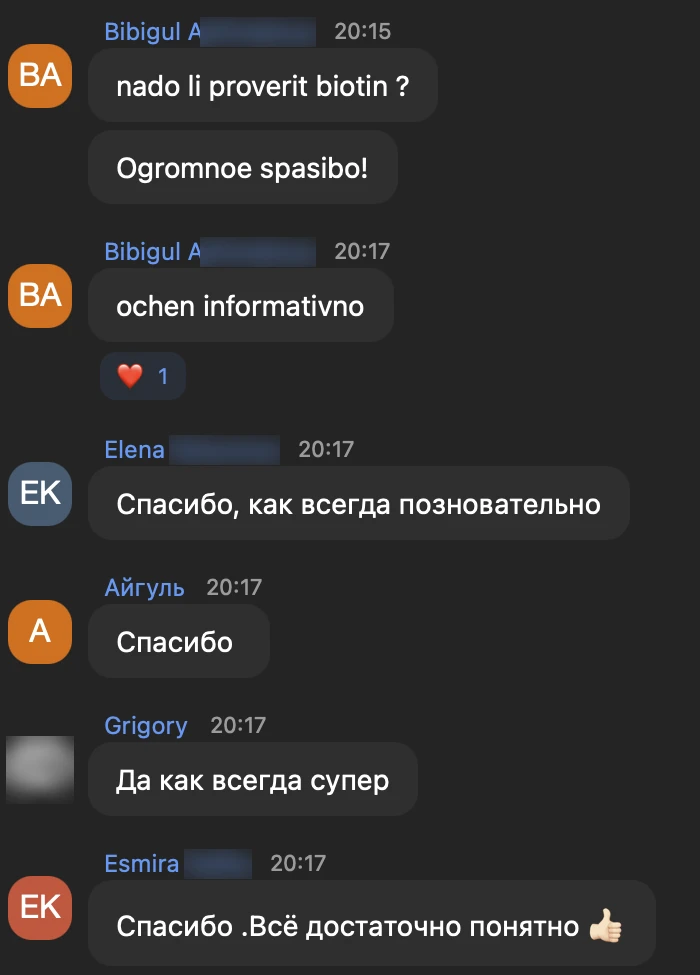 Bibigul A 20:15
BA
nado li proverit biotin ?
Ogromnoe spasibo!
Bibigul A 20:17
BA
ochen informativno
❤️ 1
Elena 20:17
EK
Спасибо, как всегда позновательно
Айгуль 20:17
A
Спасибо
Grigory 20:17
Да как всегда супер
Esmira 20:17
EK
Спасибо .Всё достаточно понятно 👍🏻